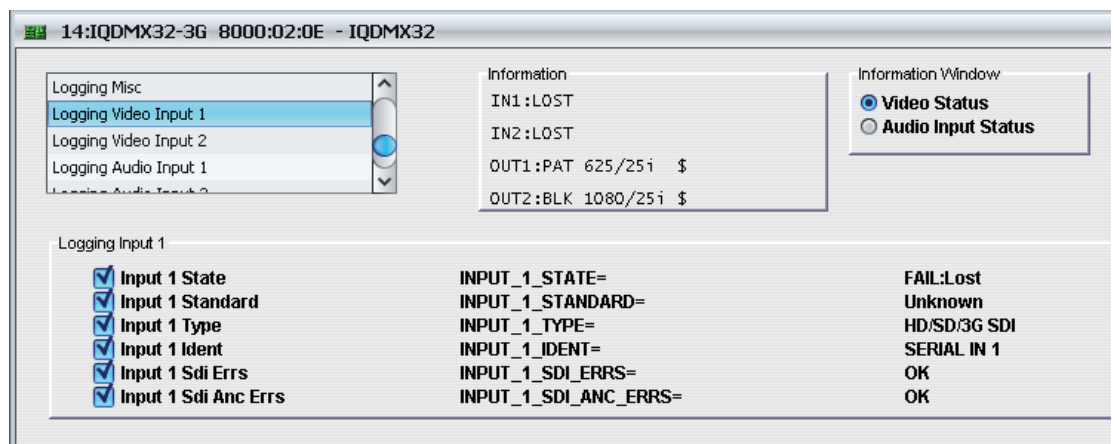 14:IQDMX32-3G 8000:02:0E - IQDMX32
Logging Misc
Logging Video Input 1
Logging Video Input 2
Logging Audio Input 1
Information
IN1:LOST
IN2:LOST
OUT1:PAT 625/25i $
OUT2:BLK 1080/25i $
Information Window
Video Status
Audio Input Status
Logging Input 1
Input 1 State INPUT_1_STATE= FAIL:Lost
Input 1 Standard INPUT_1_STANDARD= Unknown
Input 1 Type INPUT_1_TYPE= HD/SD/3G SDI
Input 1 Ident INPUT_1_IDENT= SERIAL IN 1
Input 1 Sdi Errs INPUT_1_SDI_ERRS= OK
Input 1 Sdi Anc Errs INPUT_1_SDI_ANC_ERRS= OK